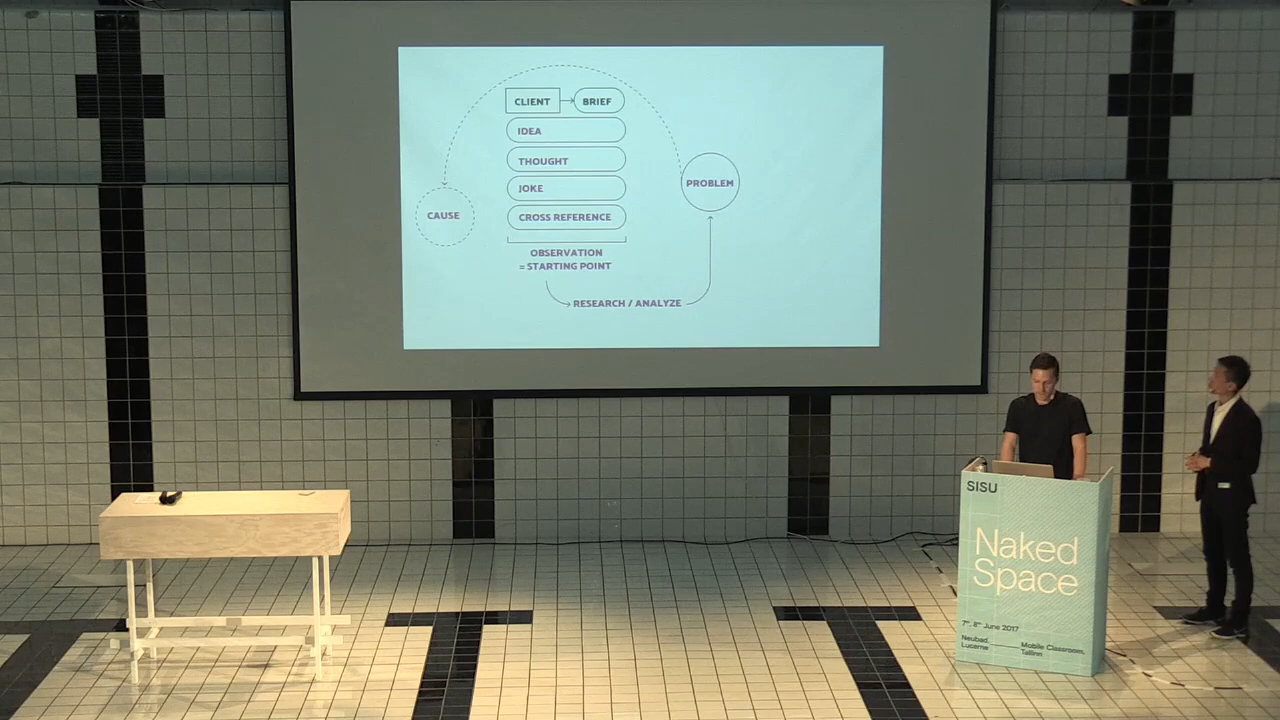 CLIENT
BRIEF
IDEA
THOUGHT
JOKE
CROSS REFERENCE
CAUSE
PROBLEM
OBSERVATION
= STARTING POINT
RESEARCH / ANALYZE
SISU
Naked
Space
7th, 8th June 2017
Neubad, Mobile Classroom,
Lucerne Tallinn